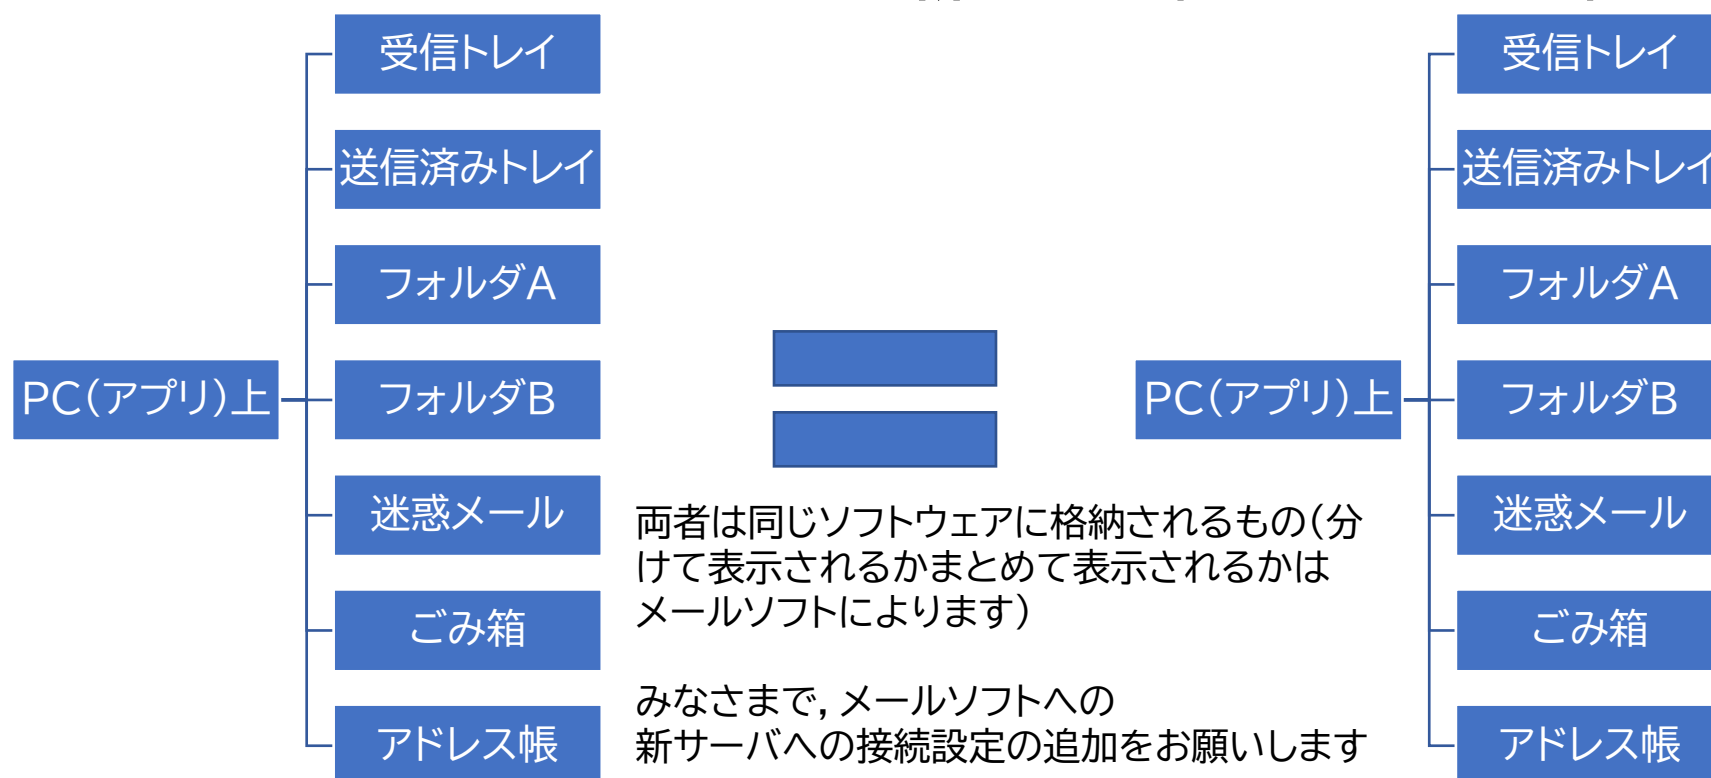 受信トレイ
送信済みトレイ
フォルダA
PC(アプリ)上
フォルダB
迷惑メール
ごみ箱
アドレス帳
両者は同じソフトウェアに格納されるもの(分
けて表示されるかまとめて表示されるかは
メールソフトによります)
みなさまで,メールソフトへの
新サーバへの接続設定の追加をお願いします
受信トレイ
送信済みトレイ
フォルダA
PC(アプリ)上
フォルダB
迷惑メール
ごみ箱
アドレス帳